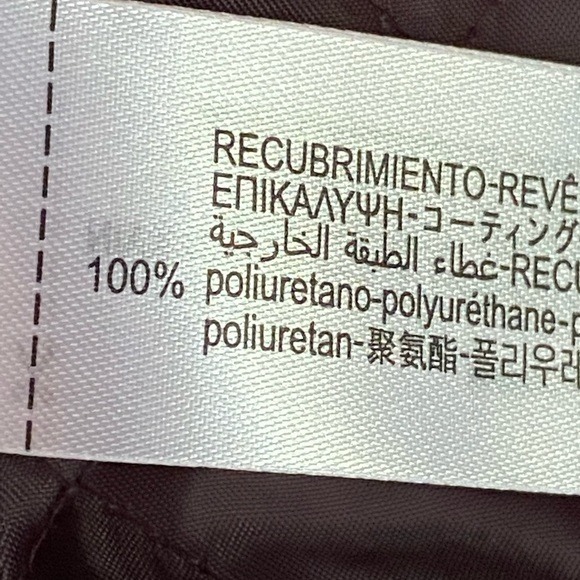 RECUBRIMIENTO-REVÊ
ΕΠΙΚΑΛΥΨΗ-コーティング
غطاء الطبقة الخارجية-RECU
100% poliuretano-polyuréthane-p
poliuretan-聚氨酯-폴리우레